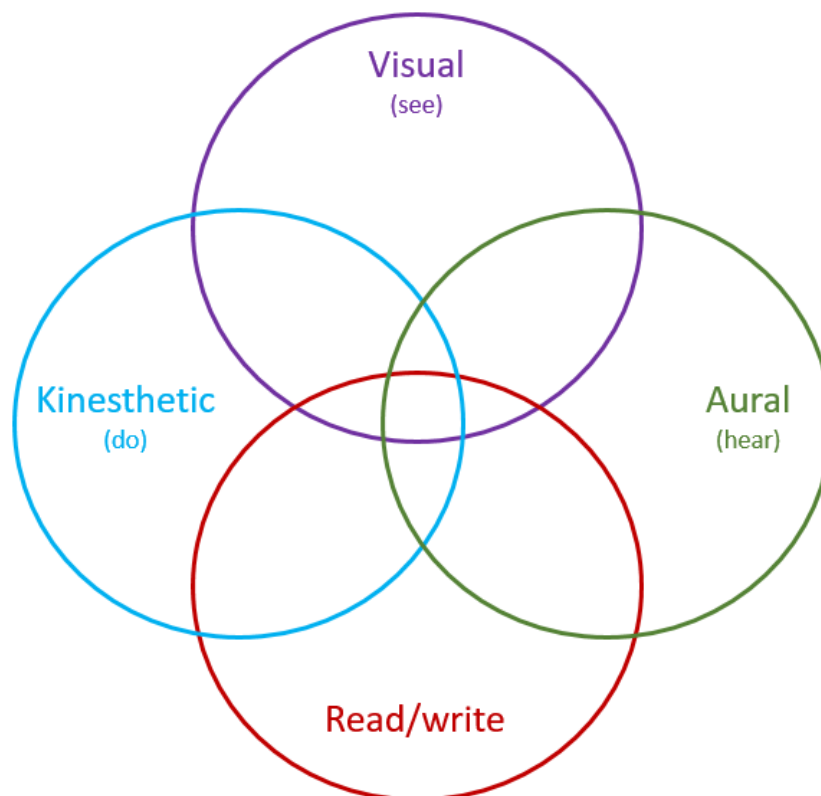 Visual
(see)
Kinesthetic
(do)
Aural
(hear)
Read/write